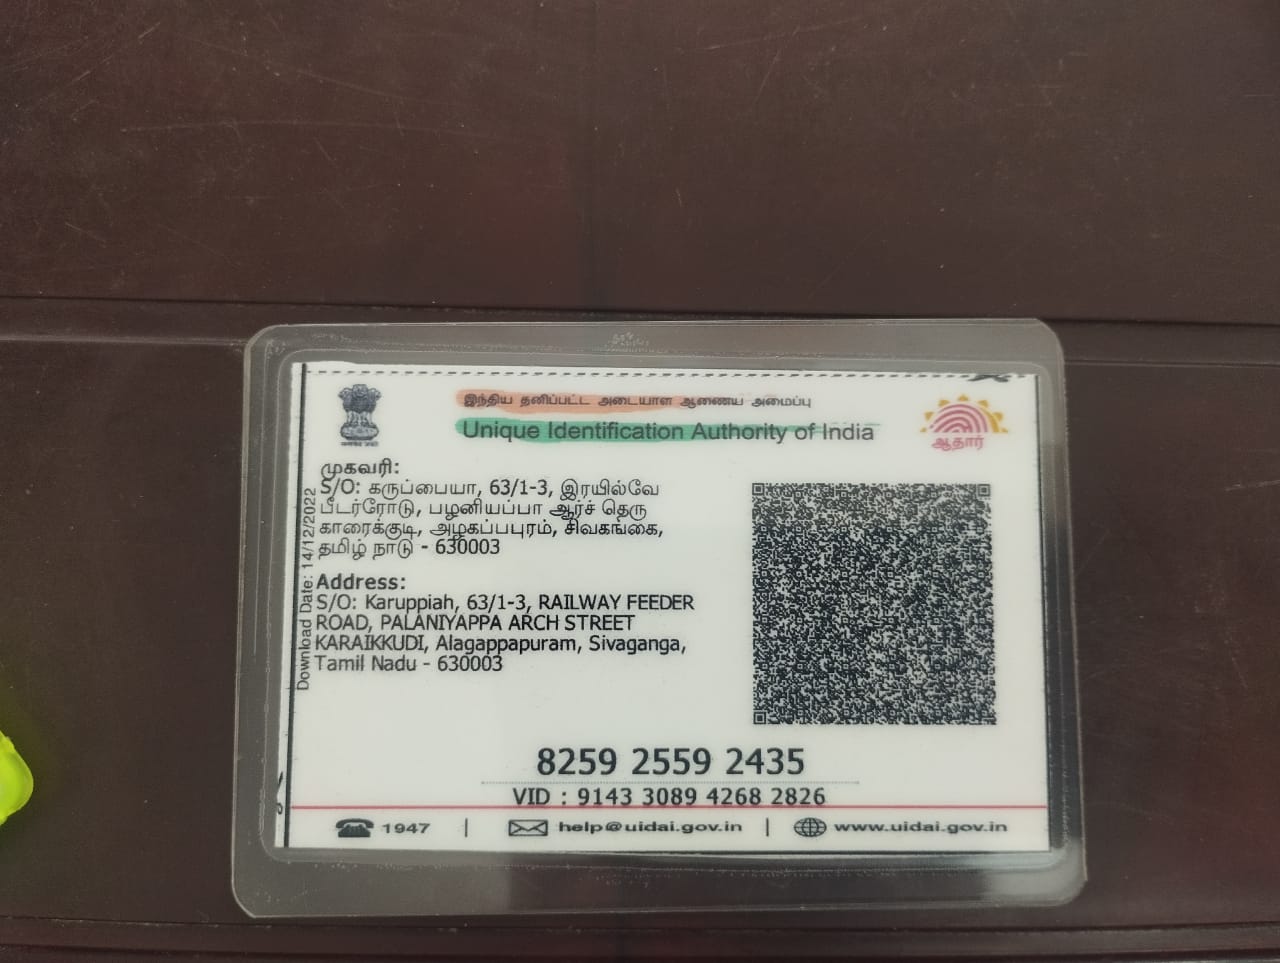 இந்திய தனிப்பட்ட அடையாள ஆணைய அமைப்பு
Unique Identification Authority of India
ஆதார்
முகவரி:
S/O: கருப்பையா, 63/1-3, இரயில்வே
பீடர்ரோடு, பழனியப்பா ஆர்ச் தெரு
காரைக்குடி, அழகப்பபுரம், சிவகங்கை,
தமிழ் நாடு - 630003
Address:
S/O: Karuppiah, 63/1-3, RAILWAY FEEDER
ROAD, PALANIYAPPA ARCH STREET
KARAIKKUDI, Alagappapuram, Sivaganga,
Tamil Nadu - 630003
Download Date: 14/12/2022
8259 2559 2435
VID : 9143 3089 4268 2826
1947 | help@uidai.gov.in | www.uidai.gov.in